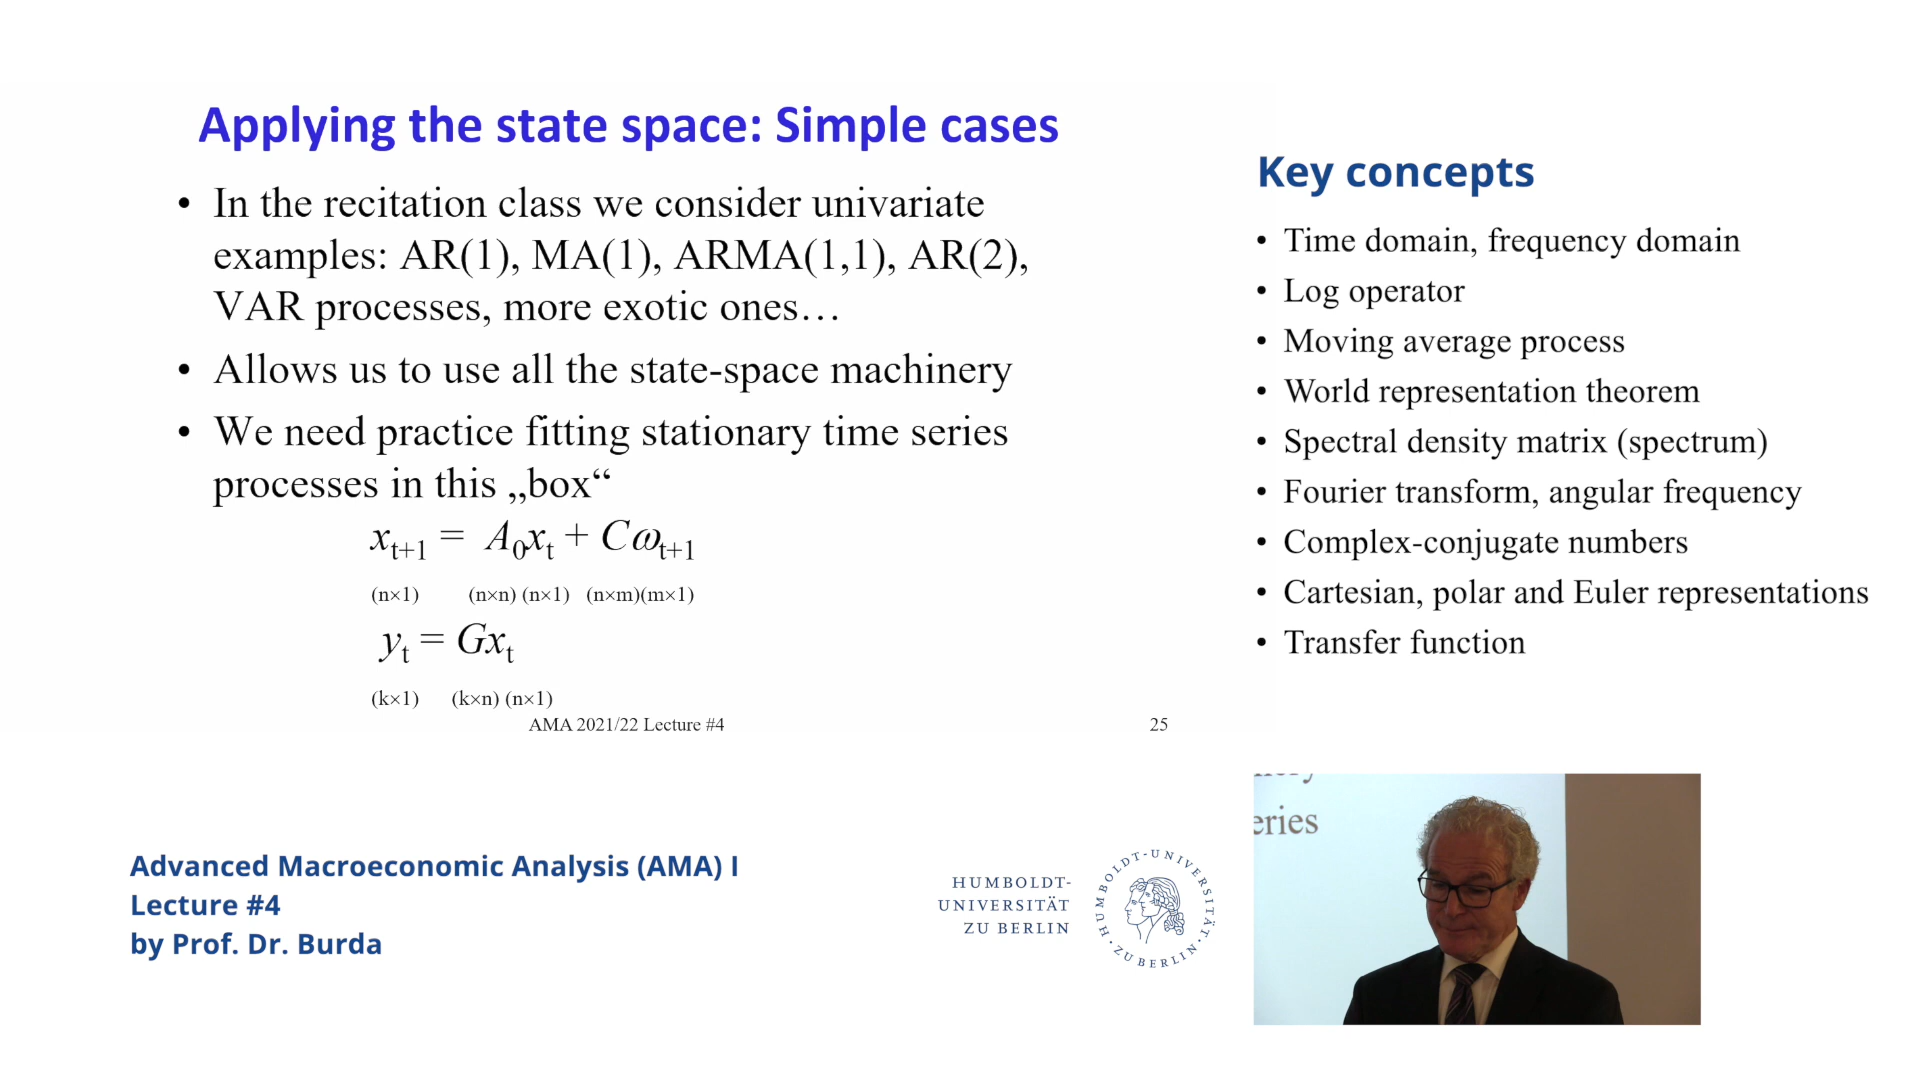 Applying the state space: Simple cases
• In the recitation class we consider univariate
examples: AR(1), MA(1), ARMA(1,1), AR(2),
VAR processes, more exotic ones…
• Allows us to use all the state-space machinery
• We need practice fitting stationary time series
processes in this „box“
x_{t+1} = A_0x_t + Cω_{t+1}
(n×1) (n×n) (n×1) (n×m)(m×1)
y_t = Gx_t
(k×1) (k×n) (n×1)
AMA 2021/22 Lecture #4
25
Key concepts
• Time domain, frequency domain
• Log operator
• Moving average process
• World representation theorem
• Spectral density matrix (spectrum)
• Fourier transform, angular frequency
• Complex-conjugate numbers
• Cartesian, polar and Euler representations
• Transfer function
Advanced Macroeconomic Analysis (AMA) I
Lecture #4
by Prof. Dr. Burda
HUMBOLDT-
UNIVERSITÄT
ZU BERLIN
HUMBOLDT-UNIVERSITÄT · ZU BERLIN ·
eries